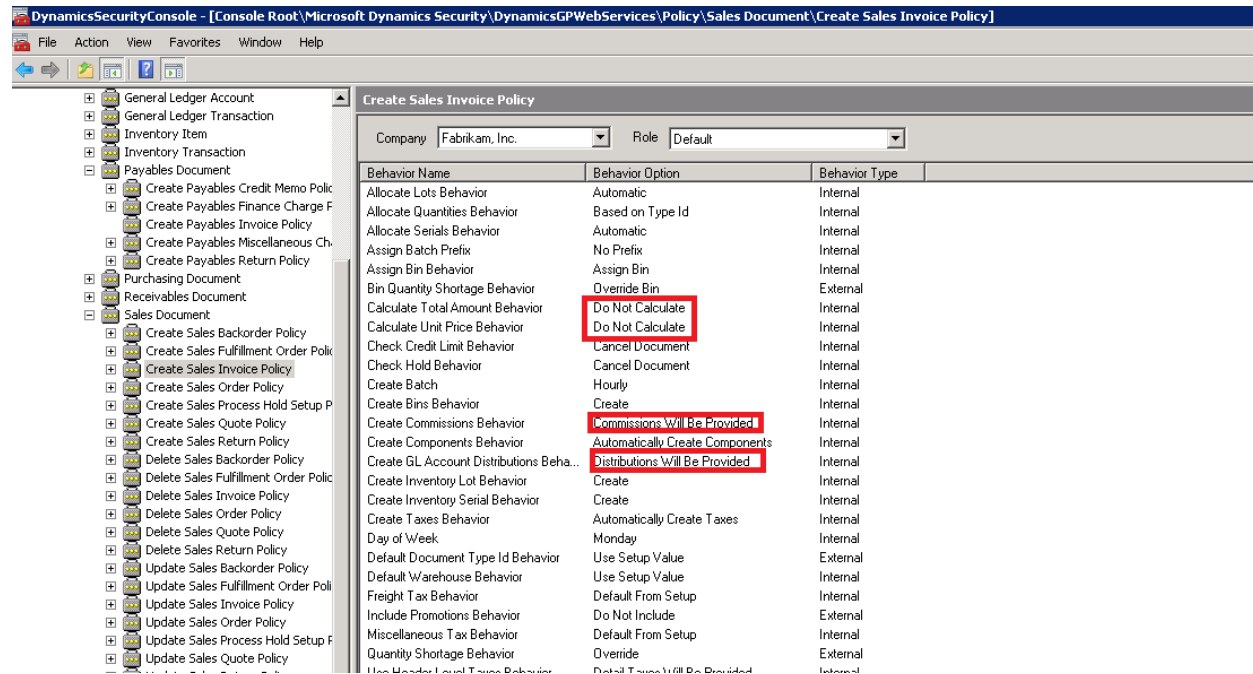 DynamicsSecurityConsole - [Console Root\Microsoft Dynamics Security\DynamicsGPWebServices\Policy\Sales Document\Create Sales Invoice Policy]
File Action View Favorites Window Help
General Ledger Account
General Ledger Transaction
Inventory Item
Inventory Transaction
Payables Document
Create Payables Credit Memo Polic
Create Payables Finance Charge P
Create Payables Invoice Policy
Create Payables Miscellaneous Ch
Create Payables Return Policy
Purchasing Document
Receivables Document
Sales Document
Create Sales Backorder Policy
Create Sales Fulfillment Order Polic
Create Sales Invoice Policy
Create Sales Order Policy
Create Sales Process Hold Setup P
Create Sales Quote Policy
Create Sales Return Policy
Delete Sales Backorder Policy
Delete Sales Fulfillment Order Polic
Delete Sales Invoice Policy
Delete Sales Order Policy
Delete Sales Quote Policy
Delete Sales Return Policy
Update Sales Backorder Policy
Update Sales Fulfillment Order Poli
Update Sales Invoice Policy
Update Sales Order Policy
Update Sales Process Hold Setup P
Update Sales Quote Policy
Create Sales Invoice Policy
Company Fabrikam, Inc. Role Default
Behavior Name Behavior Option Behavior Type
Allocate Lots Behavior Automatic Internal
Allocate Quantities Behavior Based on Type Id Internal
Allocate Serials Behavior Automatic Internal
Assign Batch Prefix No Prefix Internal
Assign Bin Behavior Assign Bin Internal
Bin Quantity Shortage Behavior Override Bin External
Calculate Total Amount Behavior Do Not Calculate Internal
Calculate Unit Price Behavior Do Not Calculate Internal
Check Credit Limit Behavior Cancel Document Internal
Check Hold Behavior Cancel Document Internal
Create Batch Hourly Internal
Create Bins Behavior Create Internal
Create Commissions Behavior Commissions Will Be Provided Internal
Create Components Behavior Automatically Create Components Internal
Create GL Account Distributions Beha... Distributions Will Be Provided Internal
Create Inventory Lot Behavior Create Internal
Create Inventory Serial Behavior Create Internal
Create Taxes Behavior Automatically Create Taxes Internal
Day of Week Monday Internal
Default Document Type Id Behavior Use Setup Value External
Default Warehouse Behavior Use Setup Value Internal
Freight Tax Behavior Default From Setup Internal
Include Promotions Behavior Do Not Include External
Miscellaneous Tax Behavior Default From Setup Internal
Quantity Shortage Behavior Override External
Use Header Level Taxes Behavior Detail Taxes Will Be Provided Internal